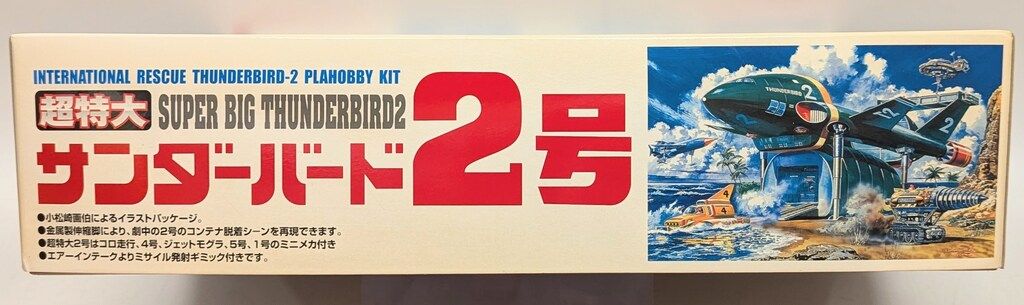 INTERNATIONAL RESCUE THUNDERBIRD-2 PLAHOBBY KIT
超特大 SUPER BIG THUNDERBIRD2
サンダーバード2号
●小松崎画伯によるイラストパッケージ。
●金属製伸縮脚により、劇中の2号のコンテナ脱着シーンを再現できます。
●超特大2号はコロ走行、4号、ジェットモグラ、5号、1号のミニメカ付き
●エアーインテークよりミサイル発射ギミック付きです。
THUNDERBIRD 2
2
4